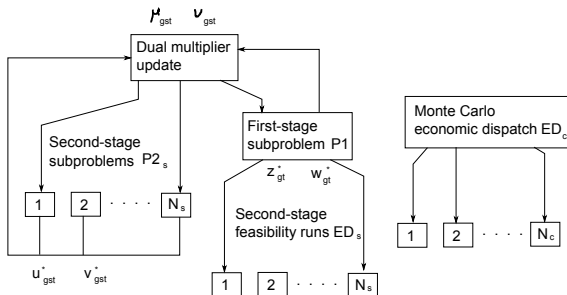 μgst νgst
Dual multiplier
update
Second-stage
subproblems P2s
1 2 . . . . Ns
u*gst v*gst
First-stage
subproblem P1
z*gt w*gt
Second-stage
feasibility runs EDs
1 2 . . . . Ns
Monte Carlo
economic dispatch EDc
1 2 . . . . Nc